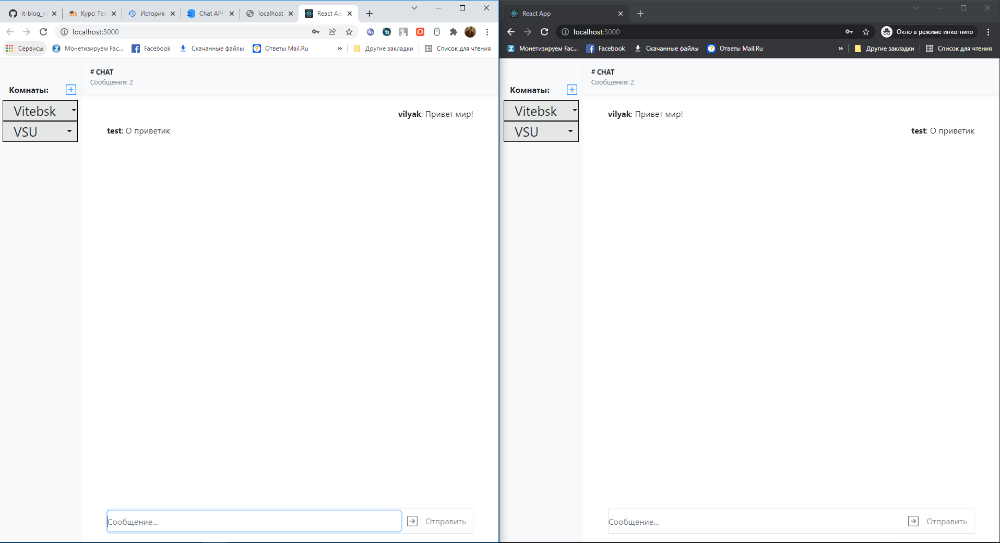 it-blog_vs
Курс: Тех
История
Chat APP
localhost
React Ap
localhost:3000
Сервисы
Монетизируем Fac...
Facebook
Скачанные файлы
Ответы Mail.Ru
»
Другие закладки
Список для чтения
# CHAT
Сообщения: 2
Комнаты:
Vitebsk
VSU
vilyak: Привет мир!
test: О приветик
Сообщение...
Отправить
React App
localhost:3000
Окно в режиме инкогнито
Монетизируем Fac...
Facebook
Скачанные файлы
Ответы Mail.Ru
»
Другие закладки
Список для чтения
# CHAT
Сообщения: 2
Комнаты:
Vitebsk
VSU
vilyak: Привет мир!
test: О приветик
Сообщение...
Отправить